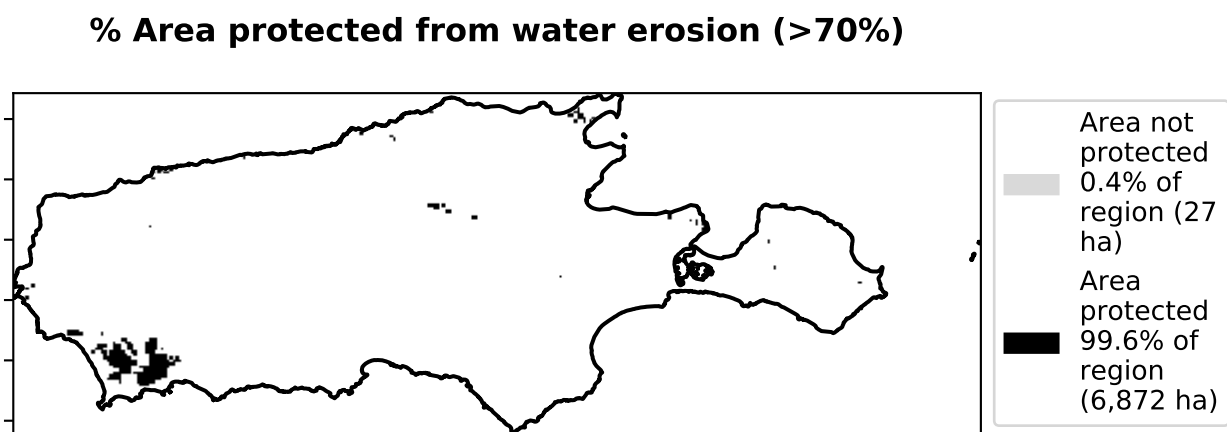 % Area protected from water erosion (>70%)
Area not
protected
0.4% of
region (27
ha)
Area
protected
99.6% of
region
(6,872 ha)